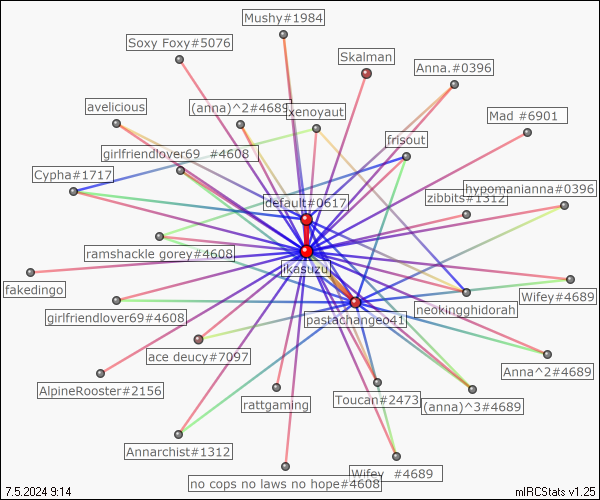 Mushy#1984
Soxy Foxy#5076
Skalman
Anna.#0396
avelicious
(anna)^2#4689
xenoyaut
Mad  #6901
frisout
girlfriendlover69  #4608
Cypha#1717
hypomanianna#0396
zibbits#1312
default#0617
ramshackle gorey#4608
ikasuzu
fakedingo
Wifey#4689
neokingghidorah
girlfriendlover69#4608
pastachangeo41
ace deucy#7097
Anna^2#4689
AlpineRooster#2156
rattgaming
Toucan#2473
(anna)^3#4689
Annarchist#1312
Wifey  #4689
no cops no laws no hope#4608
7.5.2024 9:14
mIRCStats v1.25